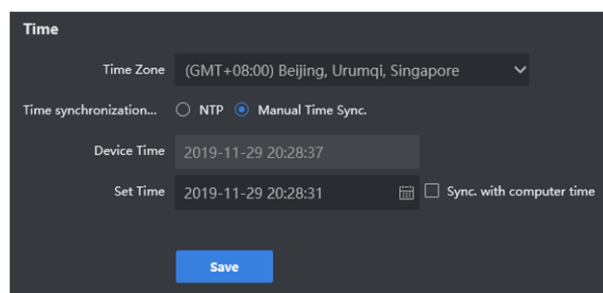 Time
Time Zone (GMT+08:00) Beijing, Urumqi, Singapore
Time synchronization... NTP Manual Time Sync.
Device Time 2019-11-29 20:28:37
Set Time 2019-11-29 20:28:31 Sync. with computer time
Save